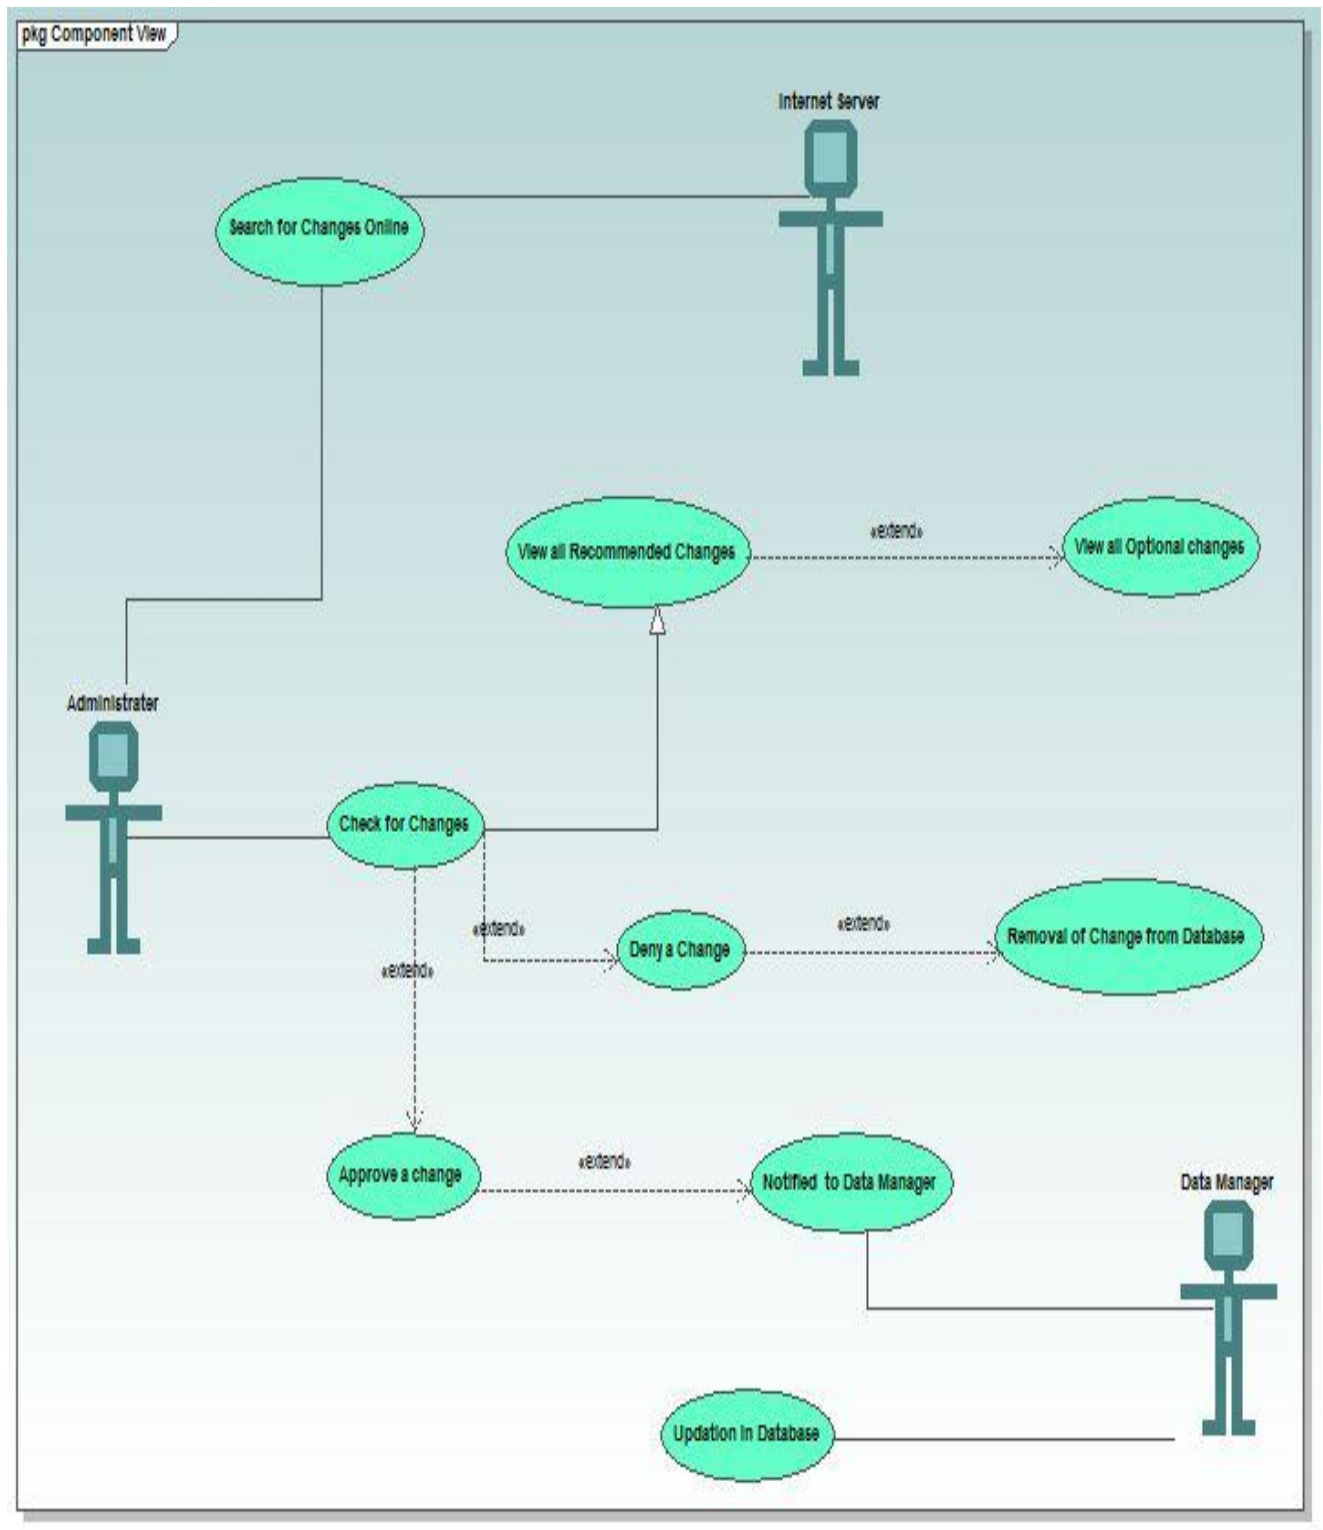 pkg Component View
Internet Server
Search for Changes Online
«extend»
View all Recommended Changes
View all Optional changes
Administrater
Check for Changes
«extend»
«extend»
Deny a Change
Removal of Change from Database
«extend»
«extend»
Approve a change
Notified to Data Manager
Data Manager
Updation in Database